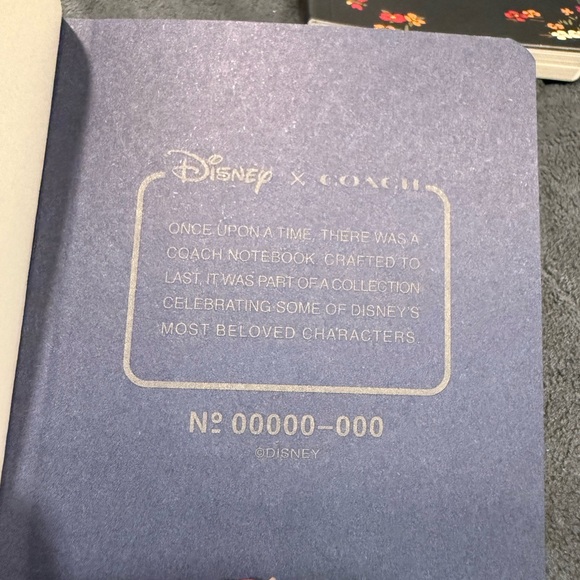 Disney x COACH
ONCE UPON A TIME, THERE WAS A
COACH NOTEBOOK. CRAFTED TO
LAST, IT WAS PART OF A COLLECTION
CELEBRATING SOME OF DISNEY'S
MOST BELOVED CHARACTERS.
Nº 00000–000
©DISNEY